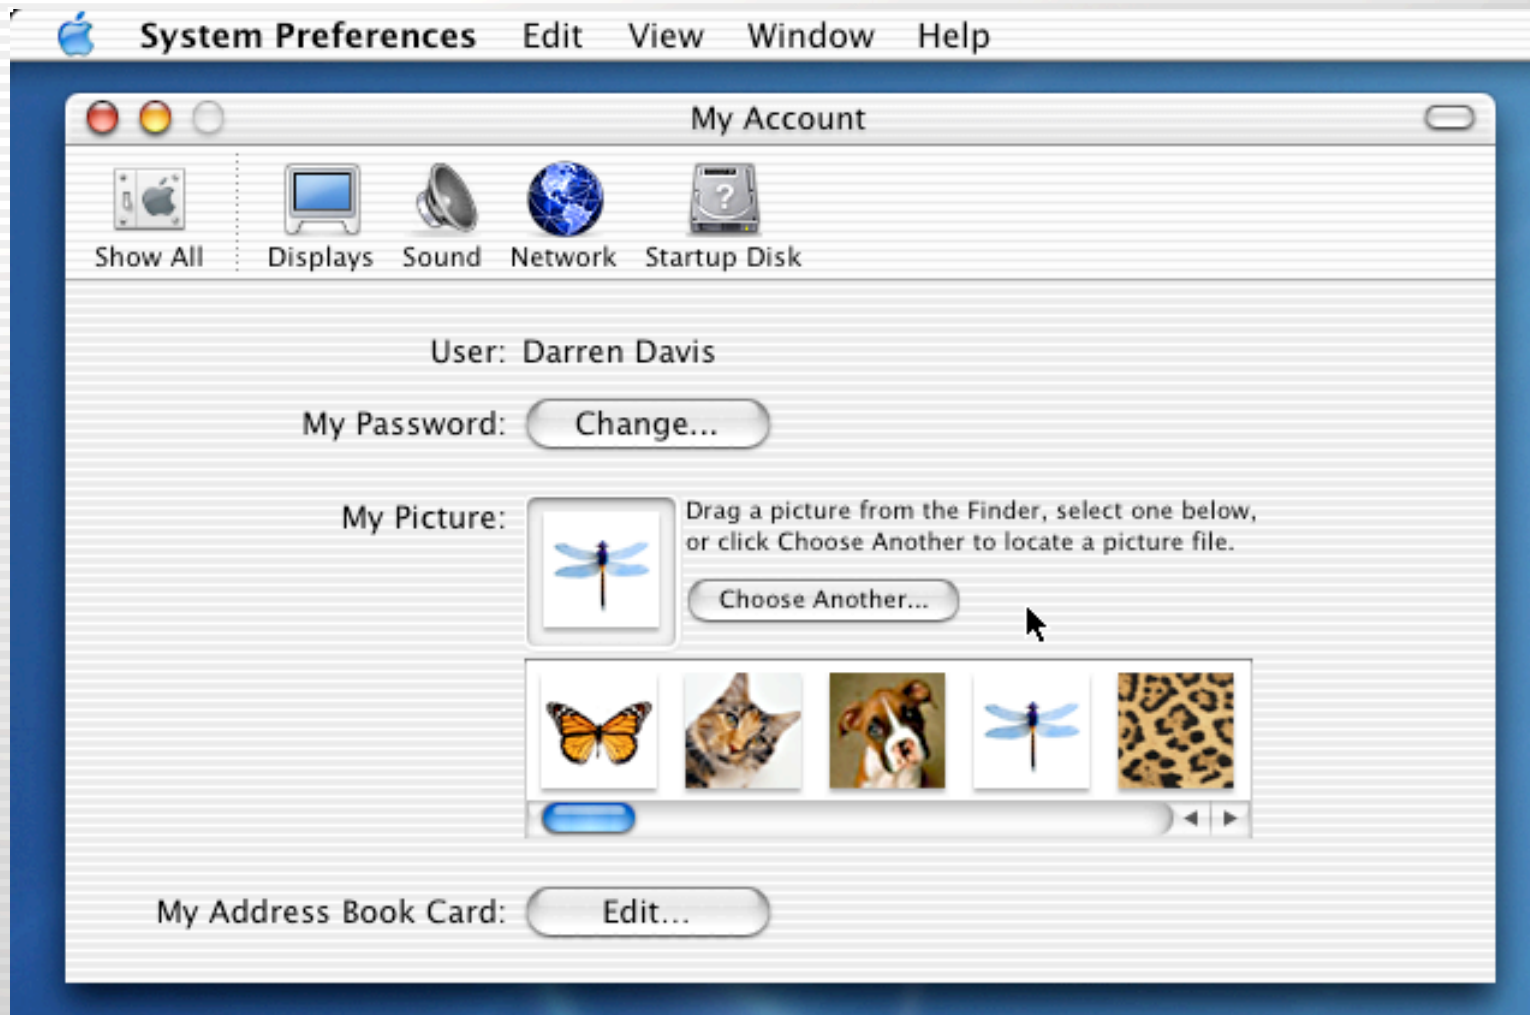 System Preferences Edit View Window Help
My Account
Show All Displays Sound Network Startup Disk
User: Darren Davis
My Password: Change...
My Picture: Drag a picture from the Finder, select one below,
or click Choose Another to locate a picture file.
Choose Another...
My Address Book Card: Edit...